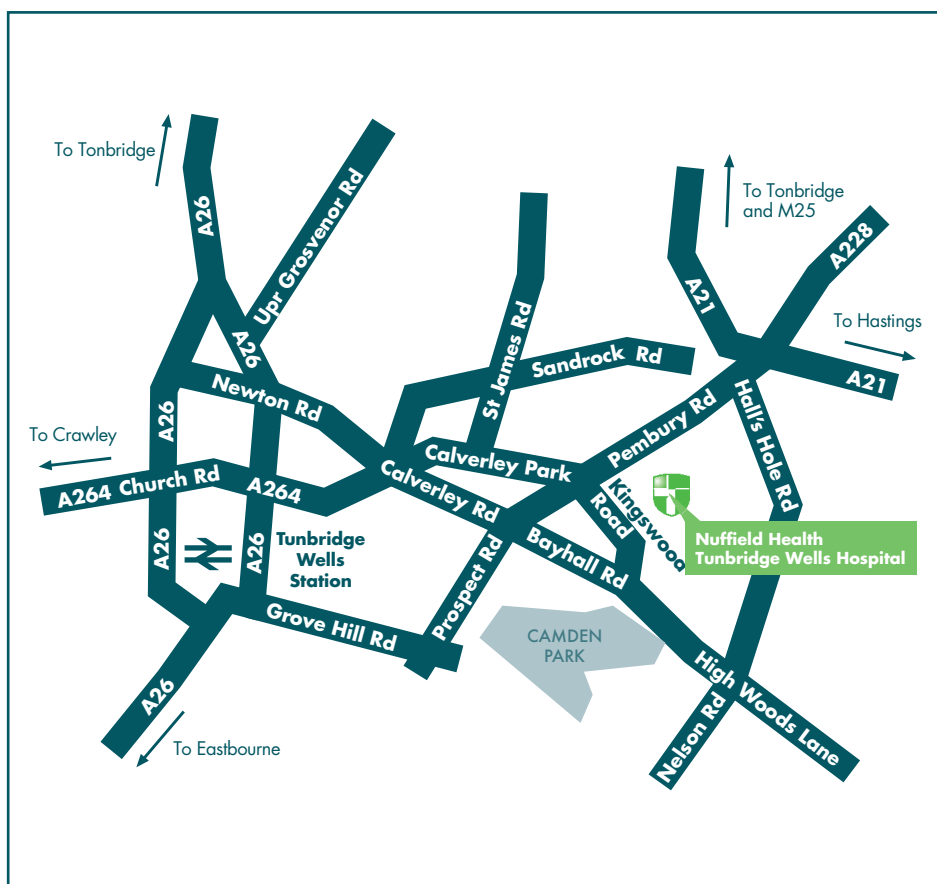 To Tonbridge
A26
Upr Grosvenor Rd
To Tonbridge
and M25
A228
A21
To Hastings
A21
A26
St James Rd
Sandrock Rd
Newton Rd
A26
To Crawley
Calverley Park
Pembury Rd
Hall's Hole Rd
A264 Church Rd
A264
Calverley Rd
Kingswood
Road
Nuffield Health
Tunbridge Wells Hospital
A26
A26
Tunbridge
Wells
Station
Bayhall Rd
Prospect Rd
Grove Hill Rd
CAMDEN
PARK
High Woods Lane
Nelson Rd
A26
To Eastbourne